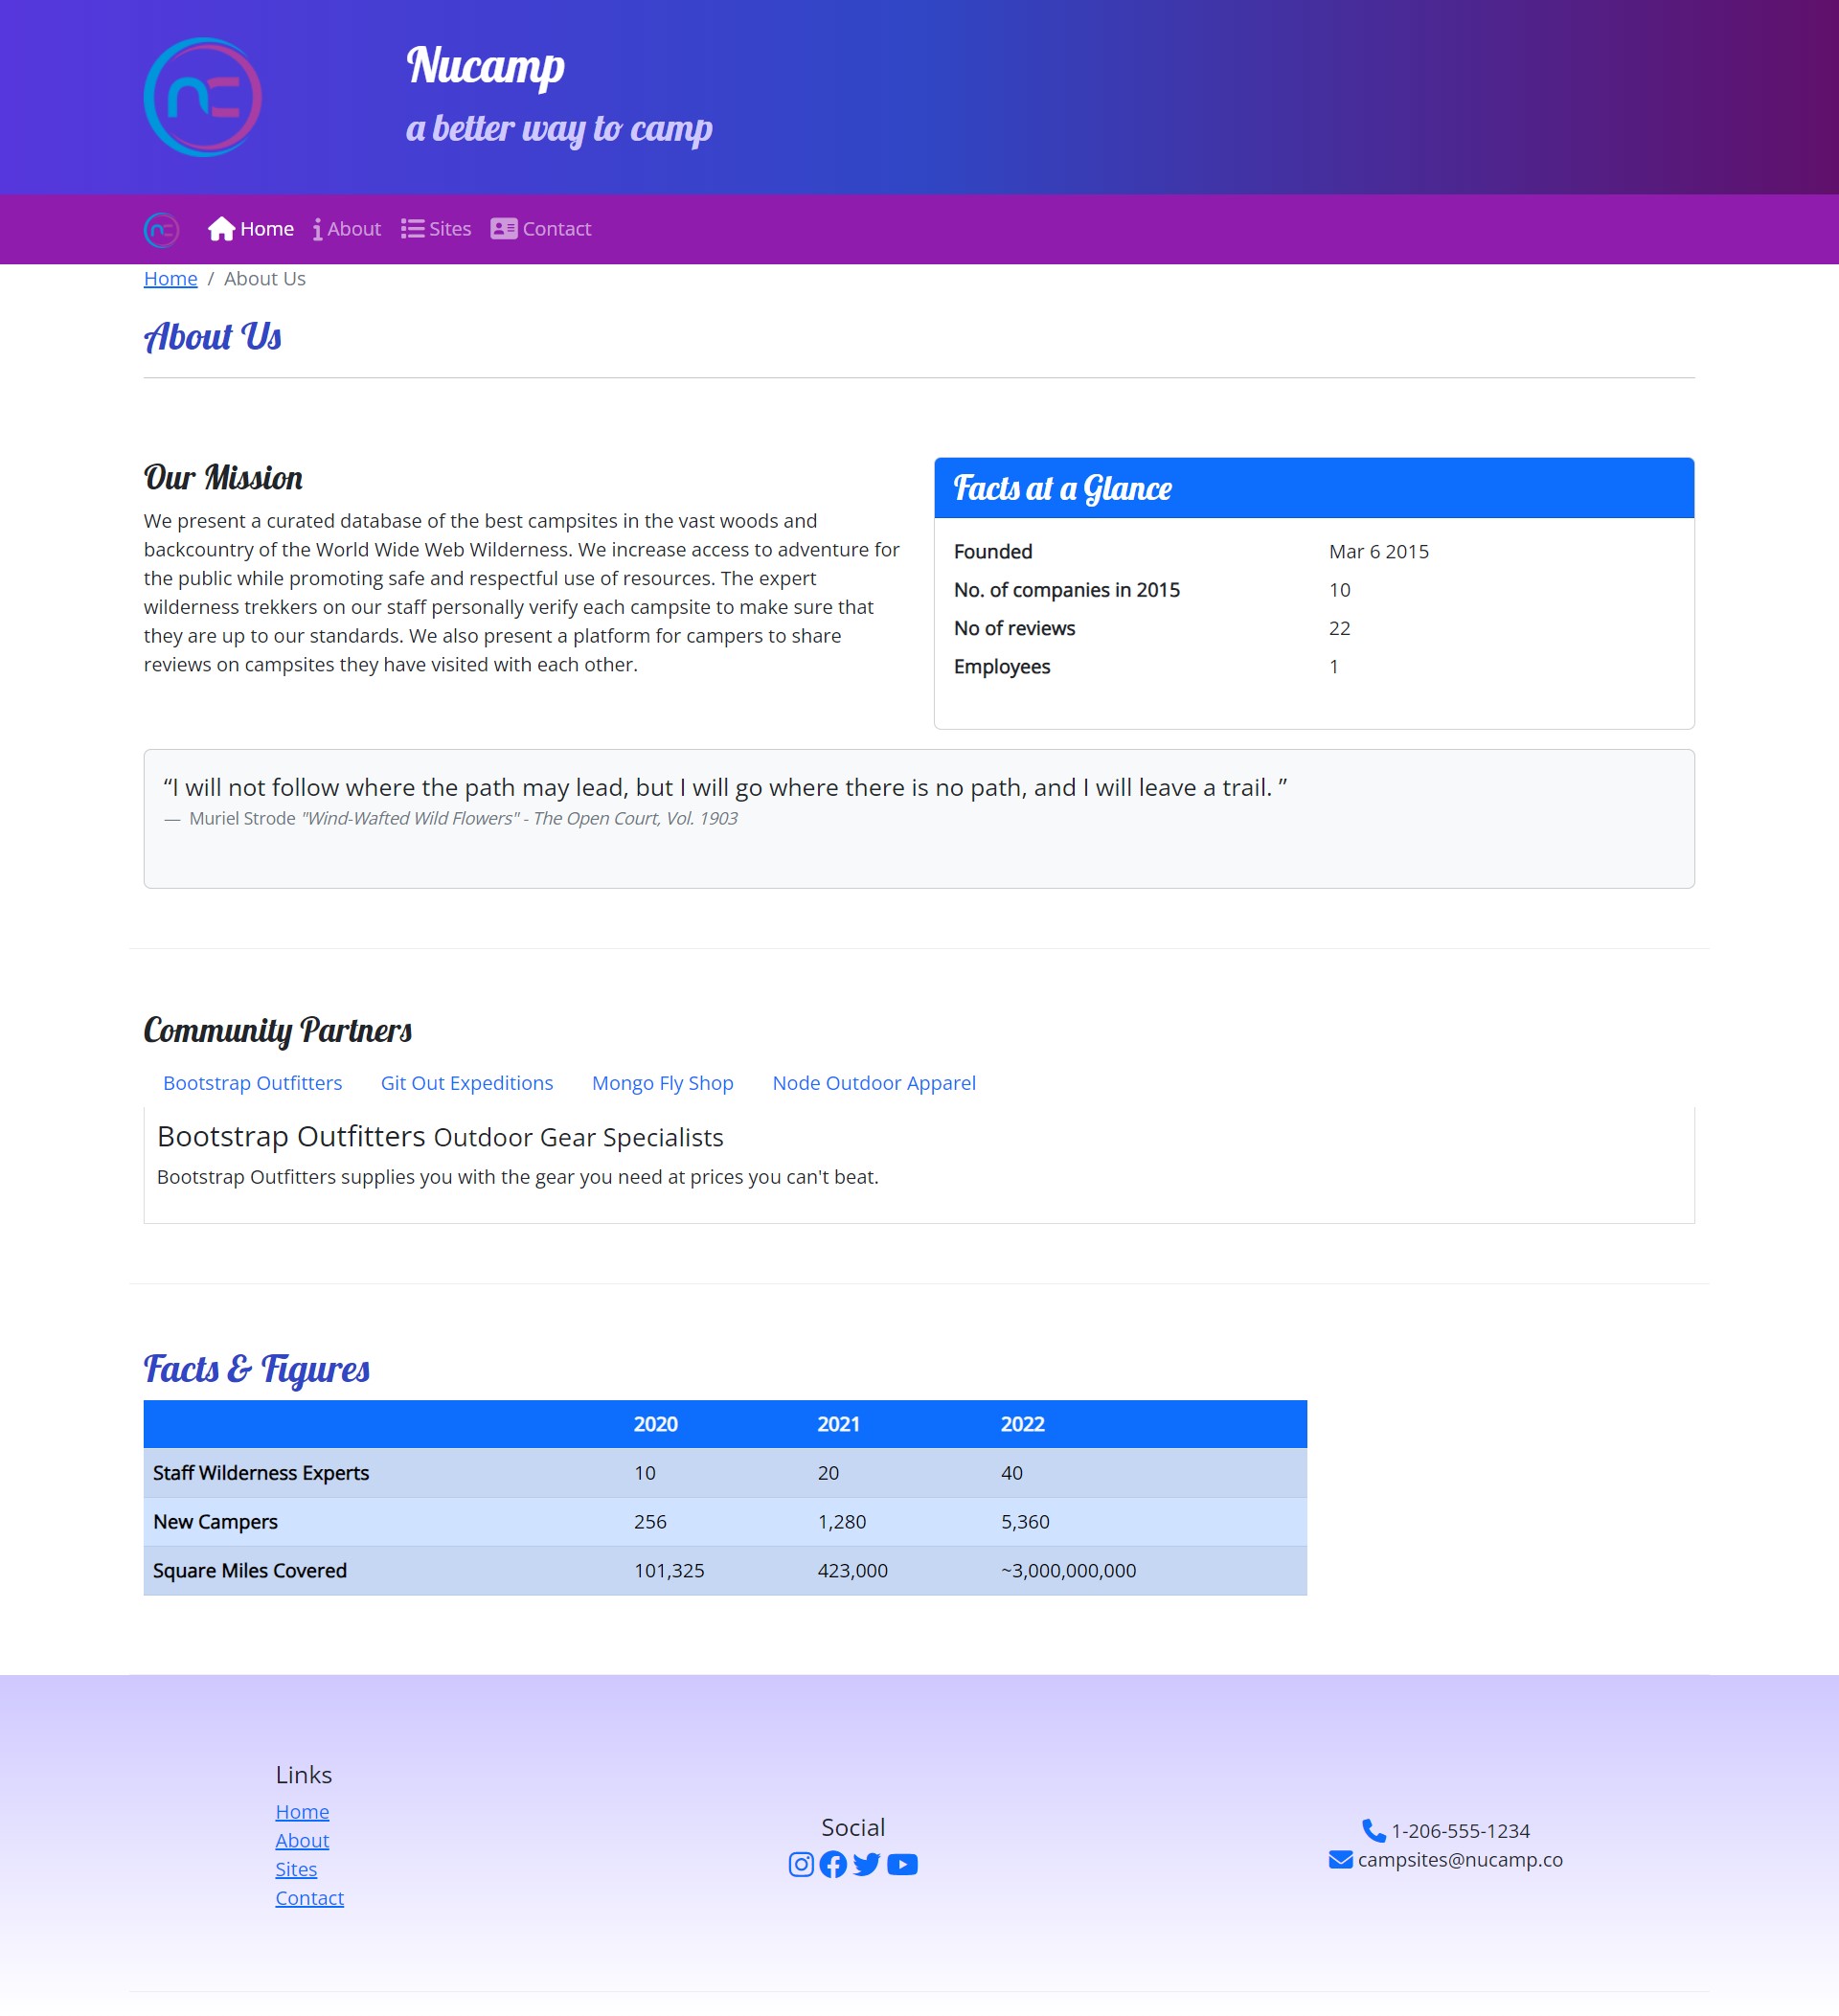 Nucamp
a better way to camp
Home About Sites Contact
Home / About Us
About Us
Our Mission
We present a curated database of the best campsites in the vast woods and
backcountry of the World Wide Web Wilderness. We increase access to adventure for
the public while promoting safe and respectful use of resources. The expert
wilderness trekkers on our staff personally verify each campsite to make sure that
they are up to our standards. We also present a platform for campers to share
reviews on campsites they have visited with each other.
Facts at a Glance
Founded Mar 6 2015
No. of companies in 2015 10
No of reviews 22
Employees 1
“I will not follow where the path may lead, but I will go where there is no path, and I will leave a trail. ”
— Muriel Strode "Wind-Wafted Wild Flowers" - The Open Court, Vol. 1903
Community Partners
Bootstrap Outfitters Git Out Expeditions Mongo Fly Shop Node Outdoor Apparel
Bootstrap Outfitters Outdoor Gear Specialists
Bootstrap Outfitters supplies you with the gear you need at prices you can't beat.
Facts & Figures
2020 2021 2022
Staff Wilderness Experts 10 20 40
New Campers 256 1,280 5,360
Square Miles Covered 101,325 423,000 ~3,000,000,000
Links
Home
About
Sites
Contact
Social
1-206-555-1234
campsites@nucamp.co